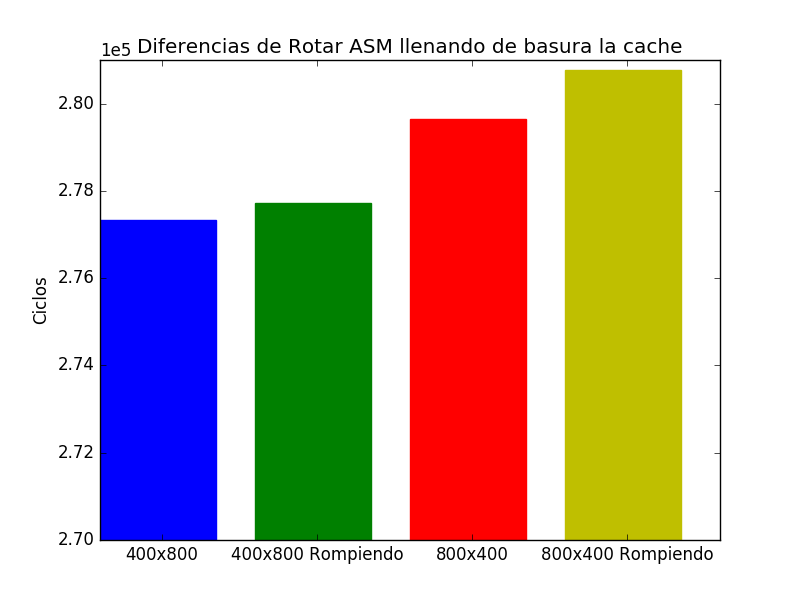 Diferencias de Rotar ASM llenando de basura la cache
1e5
2.80
2.78
2.76
2.74
2.72
2.70
Ciclos
400x800
400x800 Rompiendo
800x400
800x400 Rompiendo